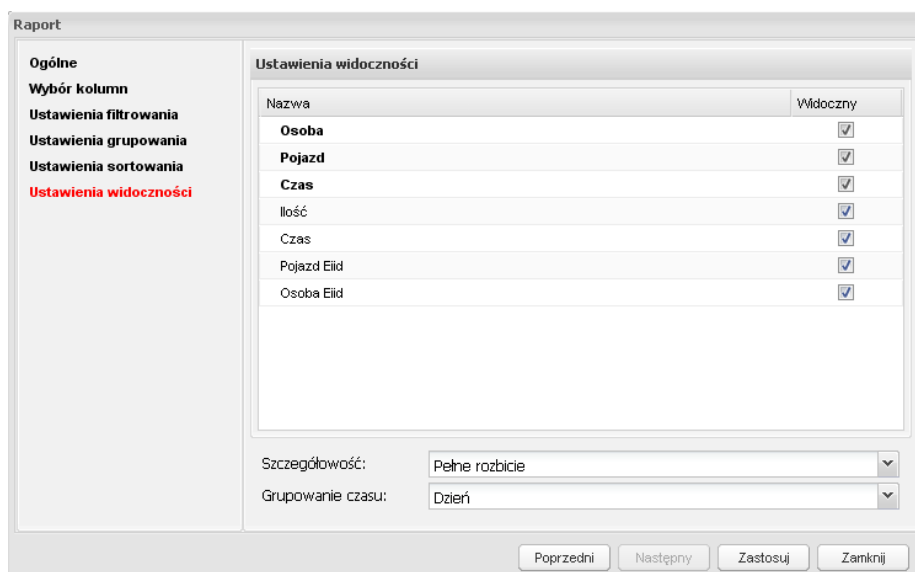 Raport
Ogólne
Wybór kolumn
Ustawienia filtrowania
Ustawienia grupowania
Ustawienia sortowania
Ustawienia widoczności
Ustawienia widoczności
Nazwa Widoczny
Osoba
Pojazd
Czas
Ilość
Czas
Pojazd Eiid
Osoba Eiid
Szczegółowość: Pełne rozbicie
Grupowanie czasu: Dzień
Poprzedni Następny Zastosuj Zamknij